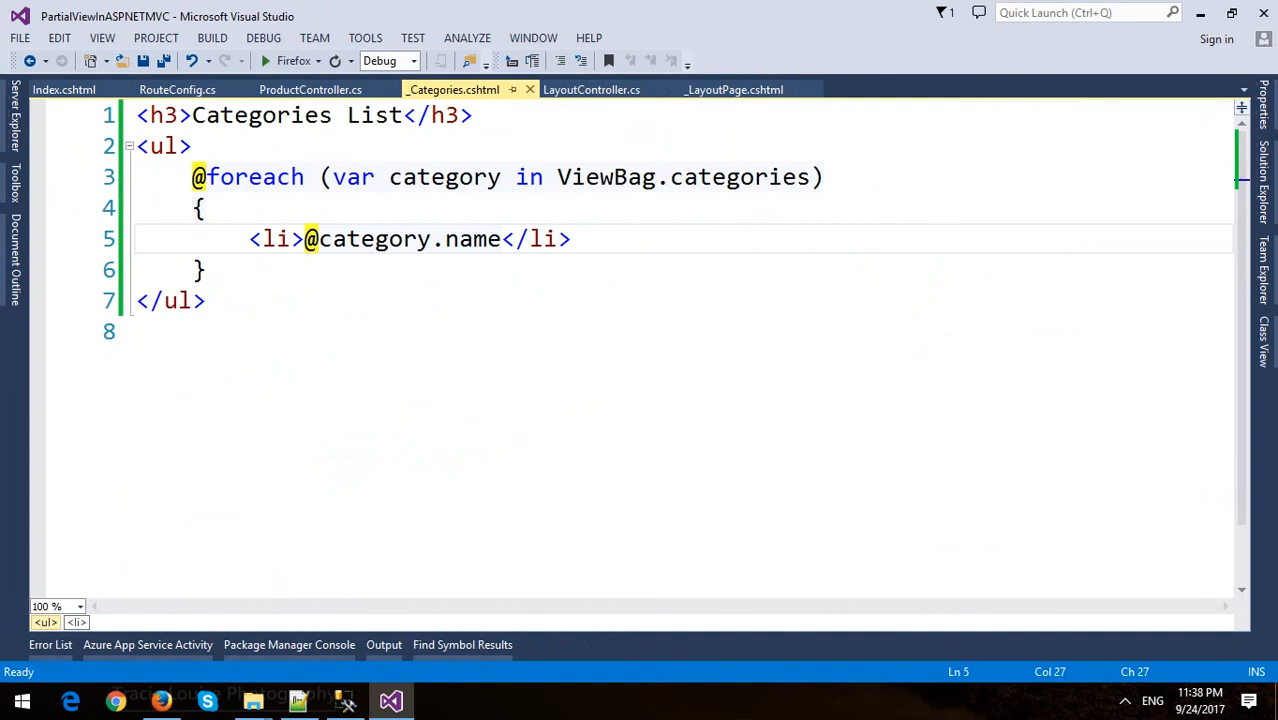 PartialViewInASPNETMVC - Microsoft Visual Studio
1
Quick Launch (Ctrl+Q)
FILE EDIT VIEW PROJECT BUILD DEBUG TEAM TOOLS TEST ANALYZE WINDOW HELP
Sign in
Firefox Debug
Index.cshtml RouteConfig.cs ProductController.cs _Categories.cshtml LayoutController.cs _LayoutPage.cshtml
Server Explorer
Toolbox
Document Outline
1 <h3>Categories List</h3>
2 <ul>
3 @foreach (var category in ViewBag.categories)
4 {
5 <li>@category.name</li>
6 }
7 </ul>
8
Properties
Solution Explorer
Team Explorer
Class View
100 %
<ul> <li>
Error List Azure App Service Activity Package Manager Console Output Find Symbol Results
Ready Ln 5 Col 27 Ch 27 INS
ENG
11:38 PM
9/24/2017